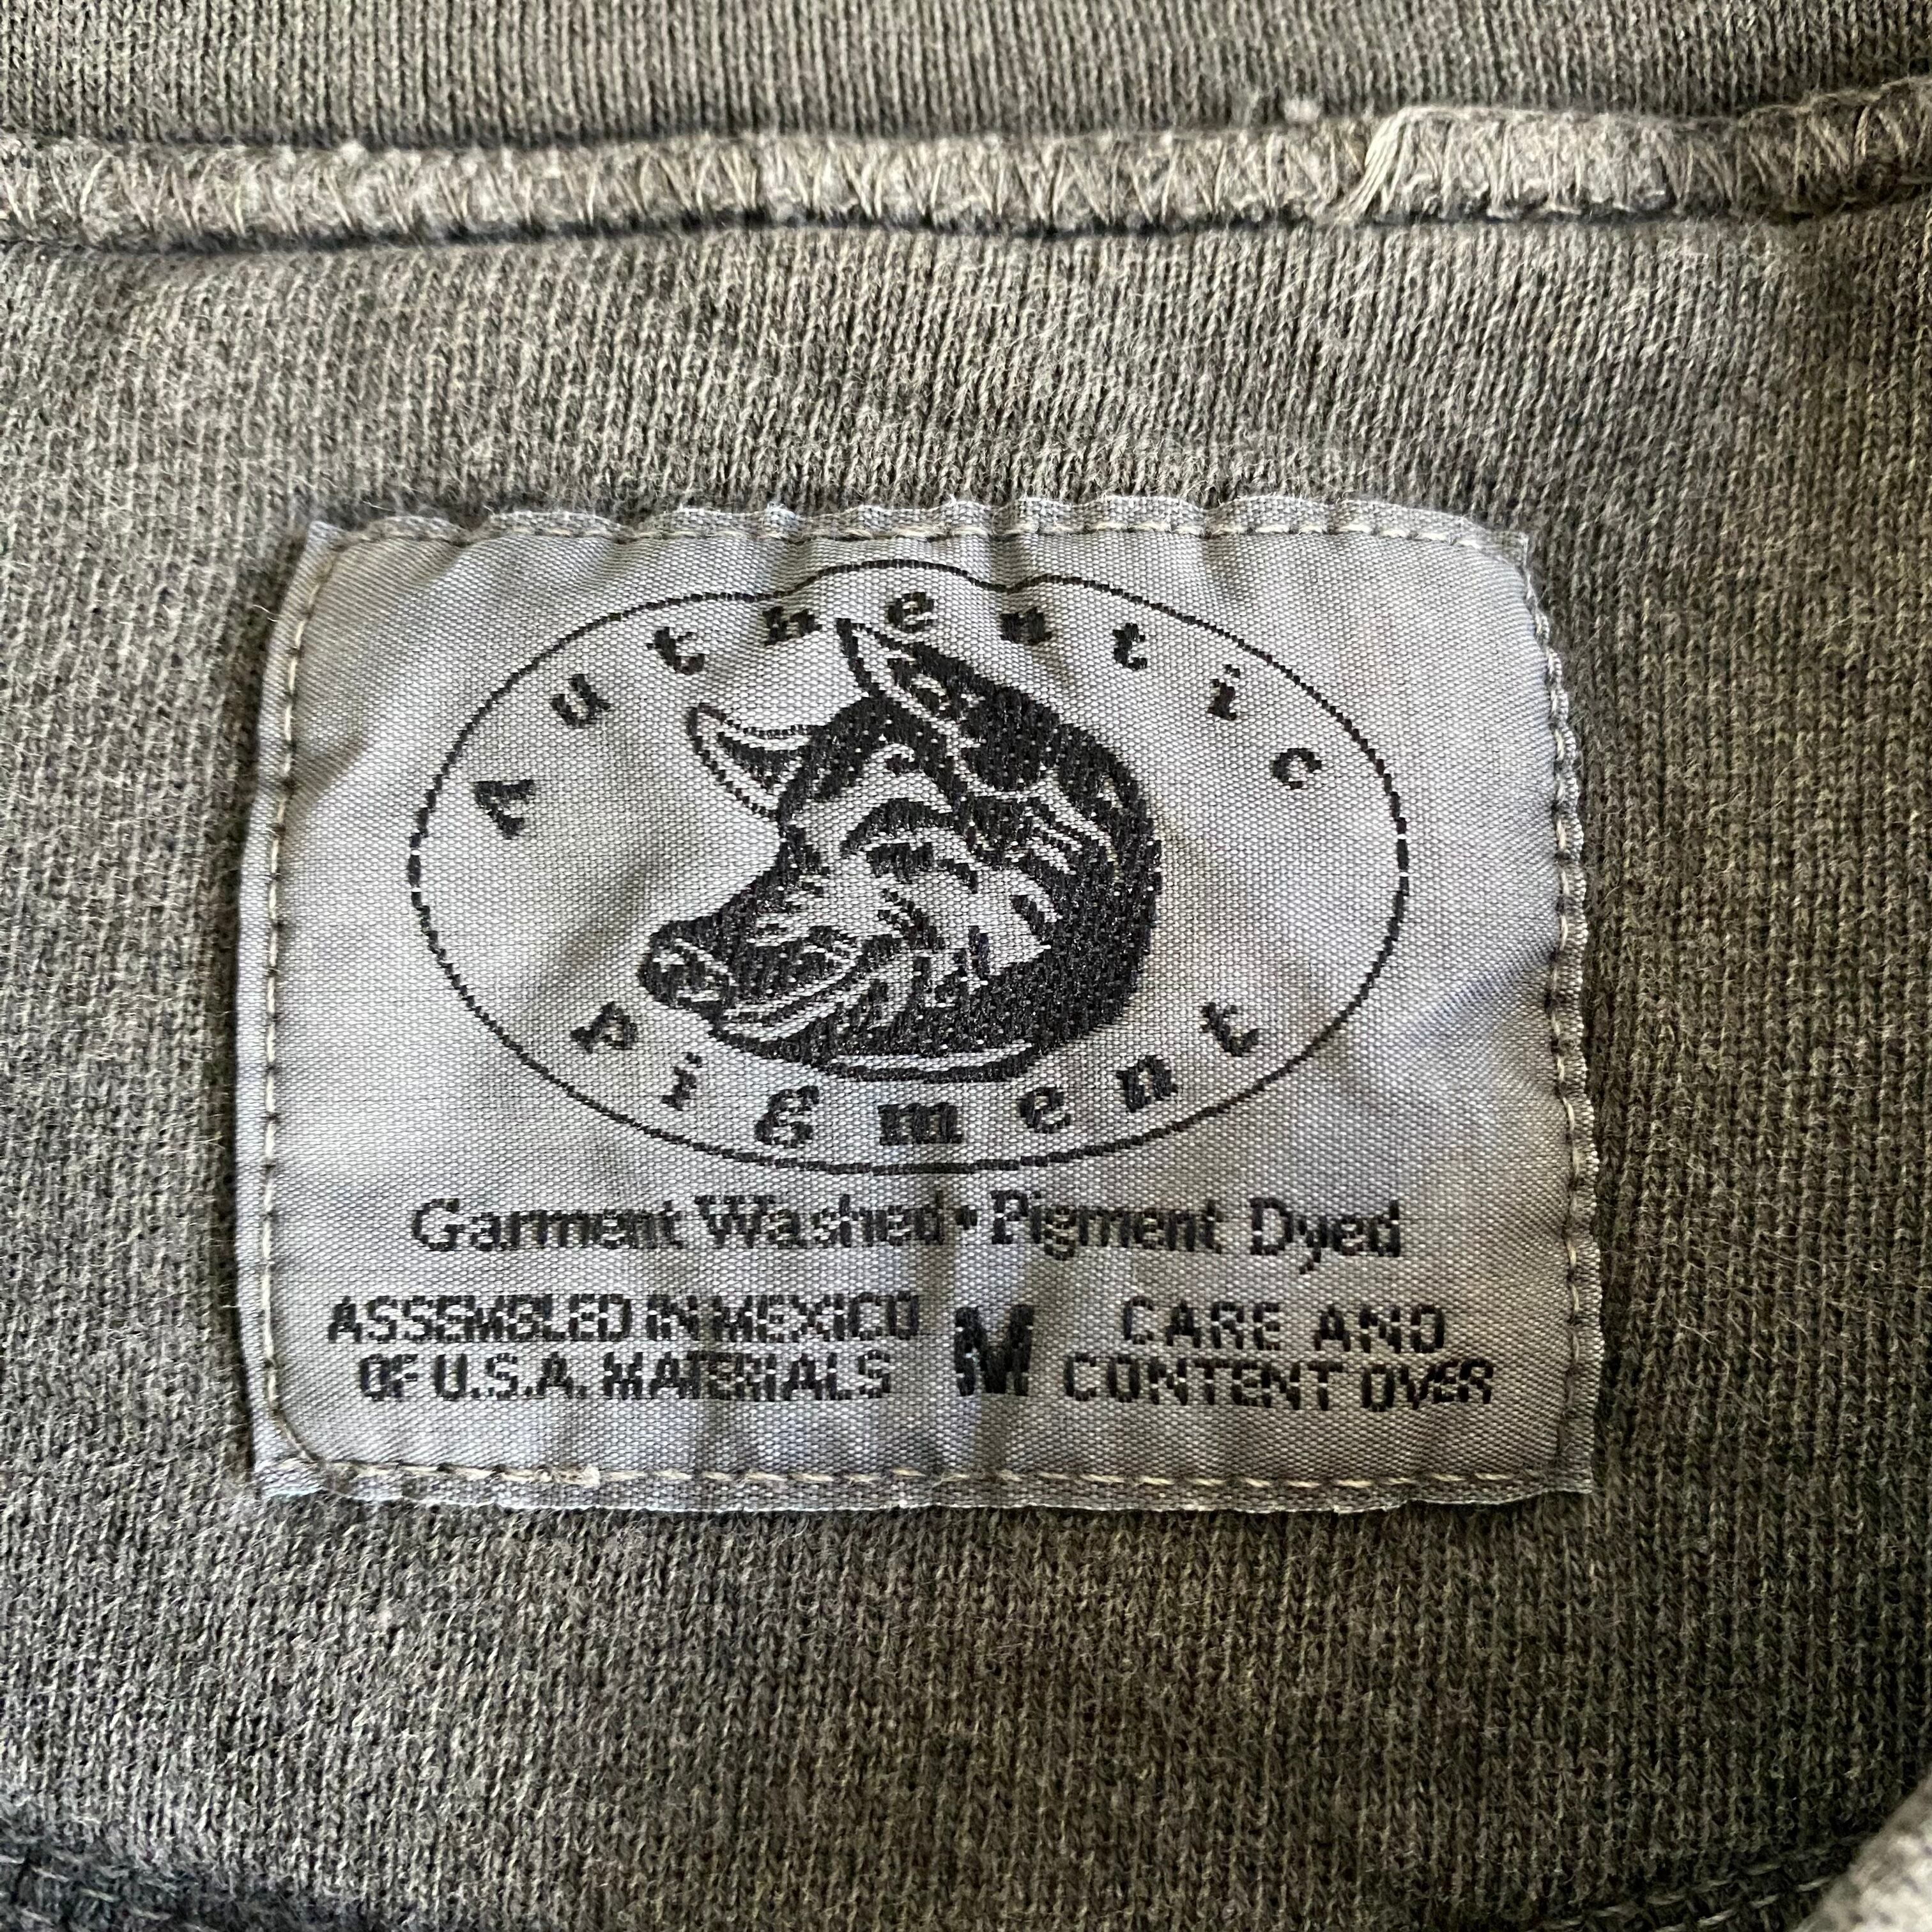 Authentic
pigment
Garment Washed • Pigment Dyed
ASSEMBLED IN MEXICO
OF U.S.A. MATERIALS
M
CARE AND
CONTENT OVER